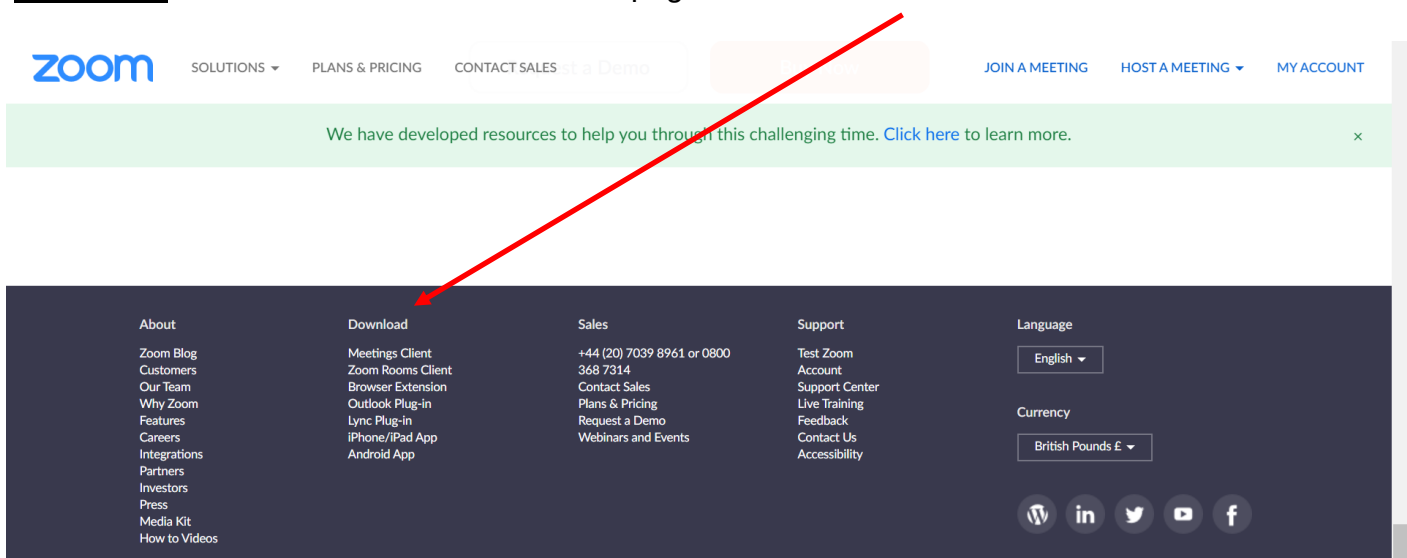 zoom SOLUTIONS PLANS & PRICING CONTACT SALES a Demo JOIN A MEETING HOST A MEETING MY ACCOUNT
We have developed resources to help you through this challenging time. Click here to learn more. ×
About
Zoom Blog
Customers
Our Team
Why Zoom
Features
Careers
Integrations
Partners
Investors
Press
Media Kit
How to Videos
Download
Meetings Client
Zoom Rooms Client
Browser Extension
Outlook Plug-in
Lync Plug-in
iPhone/iPad App
Android App
Sales
+44 (20) 7039 8961 or 0800
368 7314
Contact Sales
Plans & Pricing
Request a Demo
Webinars and Events
Support
Test Zoom
Account
Support Center
Live Training
Feedback
Contact Us
Accessibility
Language
English
Currency
British Pounds £
in f